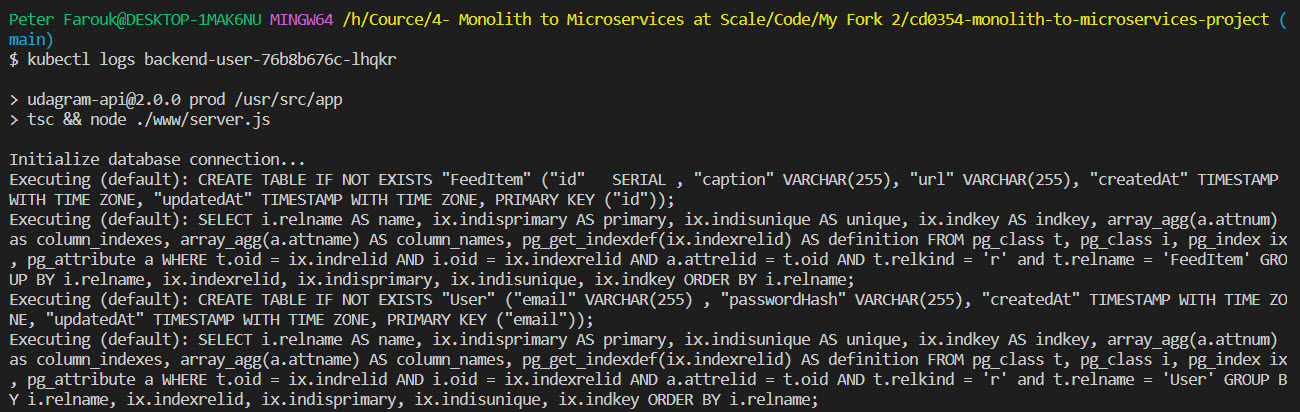 Peter Farouk@DESKTOP-1MAK6NU MINGW64 /h/Cource/4- Monolith to Microservices at Scale/Code/My Fork 2/cd0354-monolith-to-microservices-project (
main)
$ kubectl logs backend-user-76b8b676c-lhqkr
> udagram-api@2.0.0 prod /usr/src/app
> tsc && node ./www/server.js
Initialize database connection...
Executing (default): CREATE TABLE IF NOT EXISTS "FeedItem" ("id"   SERIAL , "caption" VARCHAR(255), "url" VARCHAR(255), "createdAt" TIMESTAMP
WITH TIME ZONE, "updatedAt" TIMESTAMP WITH TIME ZONE, PRIMARY KEY ("id"));
Executing (default): SELECT i.relname AS name, ix.indisprimary AS primary, ix.indisunique AS unique, ix.indkey AS indkey, array_agg(a.attnum)
as column_indexes, array_agg(a.attname) AS column_names, pg_get_indexdef(ix.indexrelid) AS definition FROM pg_class t, pg_class i, pg_index ix
, pg_attribute a WHERE t.oid = ix.indrelid AND i.oid = ix.indexrelid AND a.attrelid = t.oid AND t.relkind = 'r' and t.relname = 'FeedItem' GRO
UP BY i.relname, ix.indexrelid, ix.indisprimary, ix.indisunique, ix.indkey ORDER BY i.relname;
Executing (default): CREATE TABLE IF NOT EXISTS "User" ("email" VARCHAR(255) , "passwordHash" VARCHAR(255), "createdAt" TIMESTAMP WITH TIME ZO
NE, "updatedAt" TIMESTAMP WITH TIME ZONE, PRIMARY KEY ("email"));
Executing (default): SELECT i.relname AS name, ix.indisprimary AS primary, ix.indisunique AS unique, ix.indkey AS indkey, array_agg(a.attnum)
as column_indexes, array_agg(a.attname) AS column_names, pg_get_indexdef(ix.indexrelid) AS definition FROM pg_class t, pg_class i, pg_index ix
, pg_attribute a WHERE t.oid = ix.indrelid AND i.oid = ix.indexrelid AND a.attrelid = t.oid AND t.relkind = 'r' and t.relname = 'User' GROUP B
Y i.relname, ix.indexrelid, ix.indisprimary, ix.indisunique, ix.indkey ORDER BY i.relname;